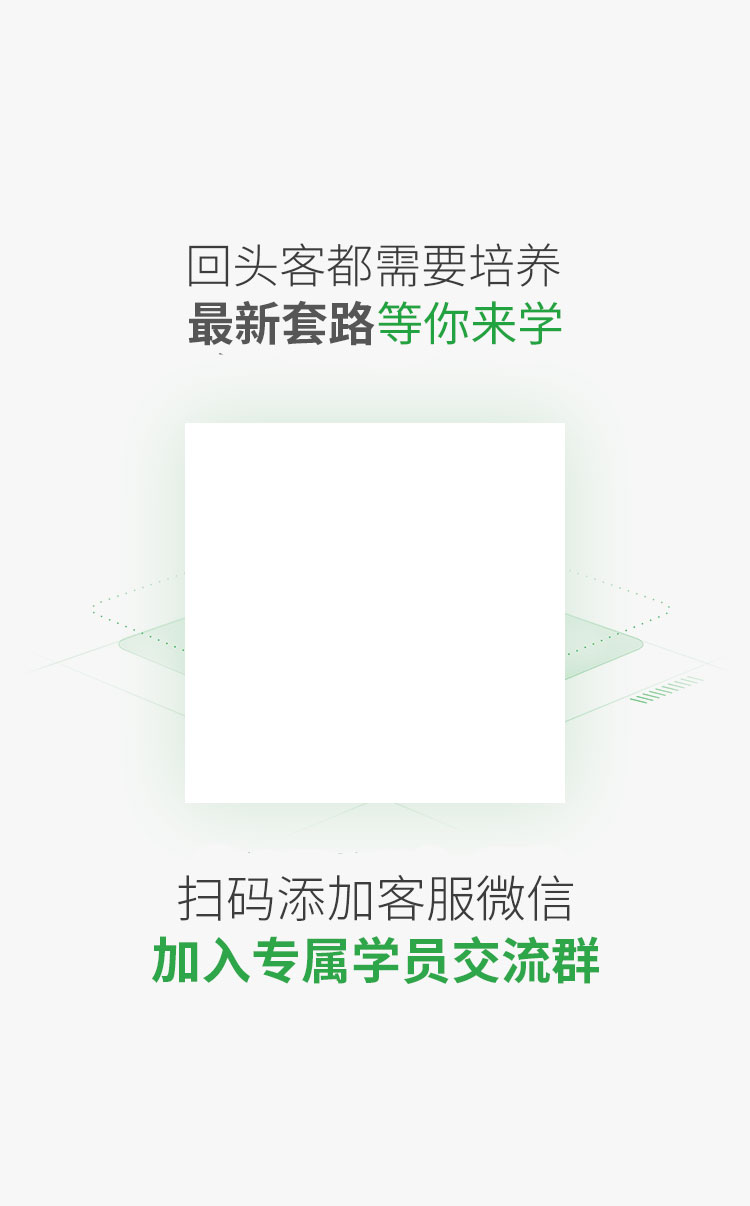 回头客都需要培养
最新套路等你来学
扫码添加客服微信
加入专属学员交流群